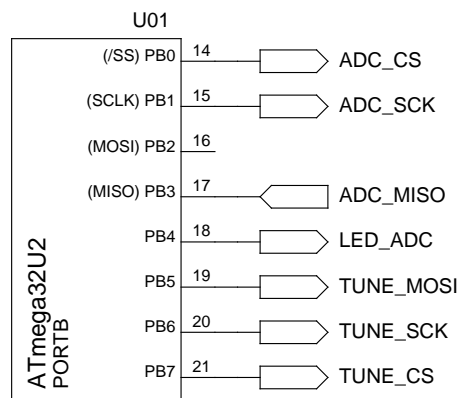 U01
(/SS) PB0 14 ADC_CS
(SCLK) PB1 15 ADC_SCK
(MOSI) PB2 16
(MISO) PB3 17 ADC_MISO
PB4 18 LED_ADC
PB5 19 TUNE_MOSI
PB6 20 TUNE_SCK
PB7 21 TUNE_CS
ATmega32U2
PORTB